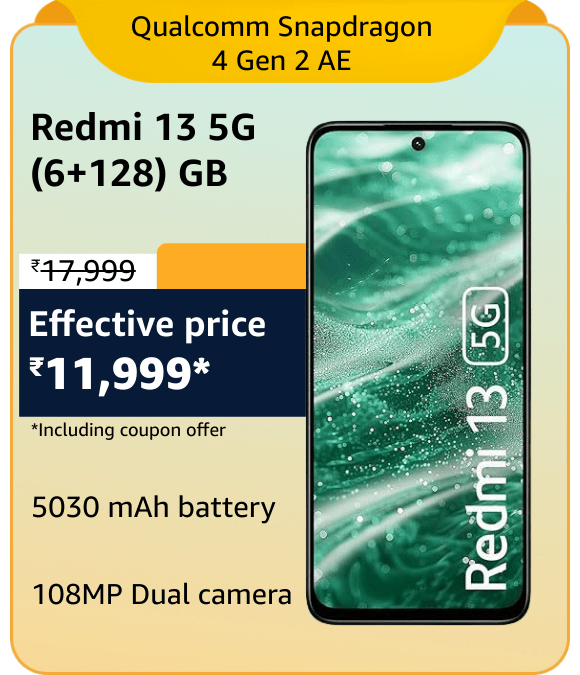 Qualcomm Snapdragon
4 Gen 2 AE
Redmi 13 5G
(6+128) GB
₹17,999
Effective price
₹11,999*
*Including coupon offer
5030 mAh battery
108MP Dual camera
Redmi 13 5G